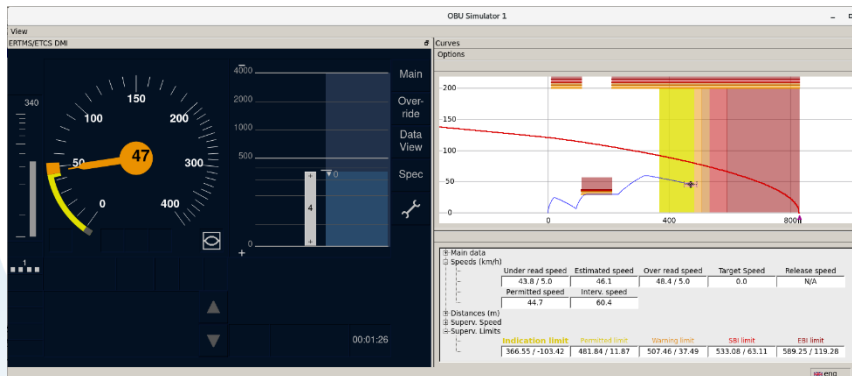 OBU Simulator 1
View
ERTMS/ETCS DMI
Curves
Options
340
1
0
50
100
150
200
300
400
47
4000
2000
1000
500
0
+
0
+
4
+
Main
Over-
ride
Data
View
Spec
00:01:26
200
150
100
50
0
0
400
800
Main data
Speeds (km/h)
Under read speed Estimated speed Over read speed Target Speed Release speed
43.8 / 5.0 46.1 48.4 / 5.0 0.0 N/A
Permitted speed Interv. speed
44.7 60.4
Distances (m)
Superv. Speed
Superv. Limits
Indication limit Permitted limit Warning limit SBI limit EBI limit
366.55 / -103.42 481.84 / 11.87 507.46 / 37.49 533.08 / 63.11 589.25 / 119.28
eng